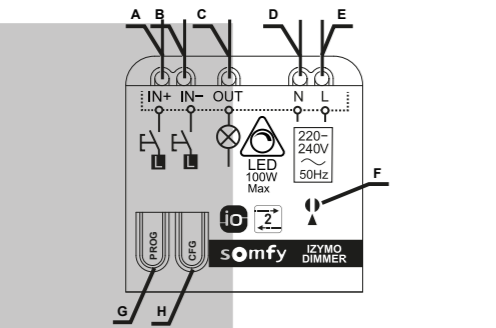 A B C D E
IN+ IN– OUT N L
220–
240V
50Hz
L L
LED
100W
Max
F
io 2
PROG CFG
somfy IZYMO
DIMMER
G H